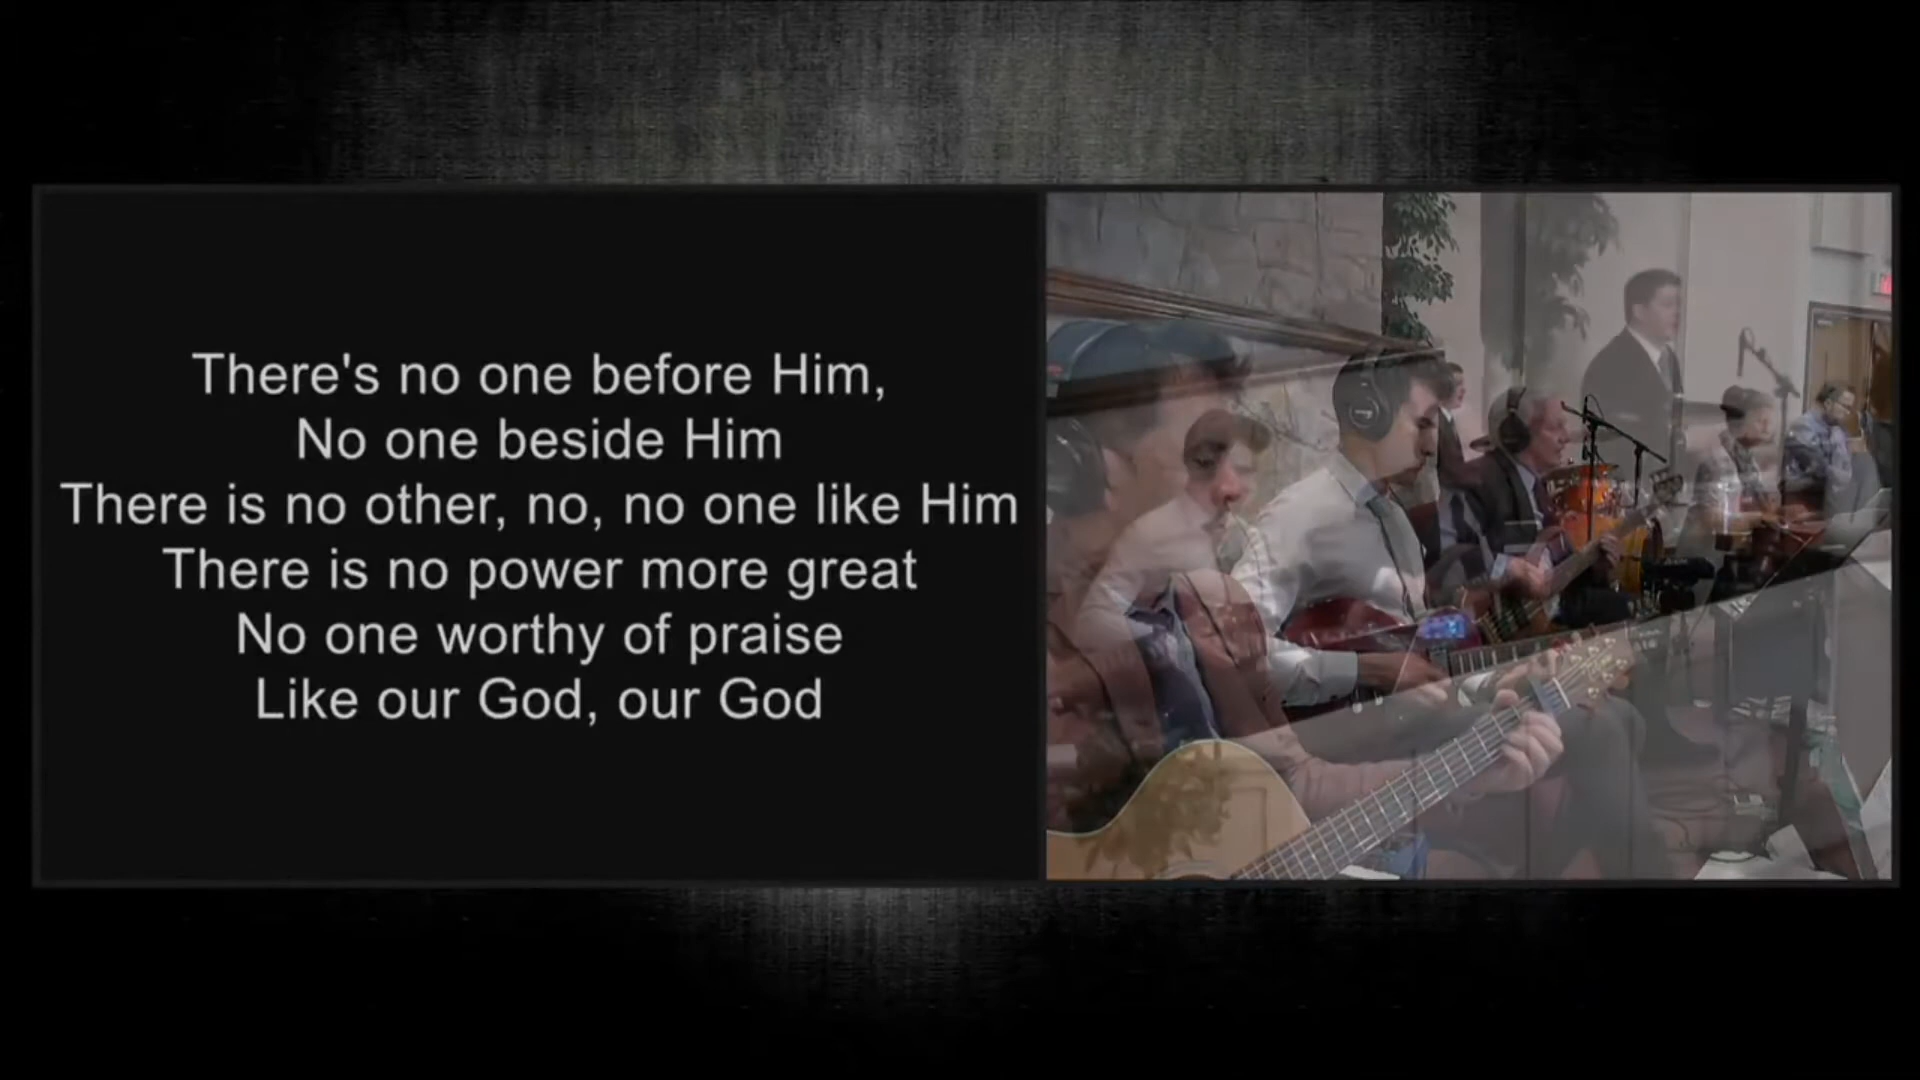 There's no one before Him,
No one beside Him
There is no other, no, no one like Him
There is no power more great
No one worthy of praise
Like our God, our God